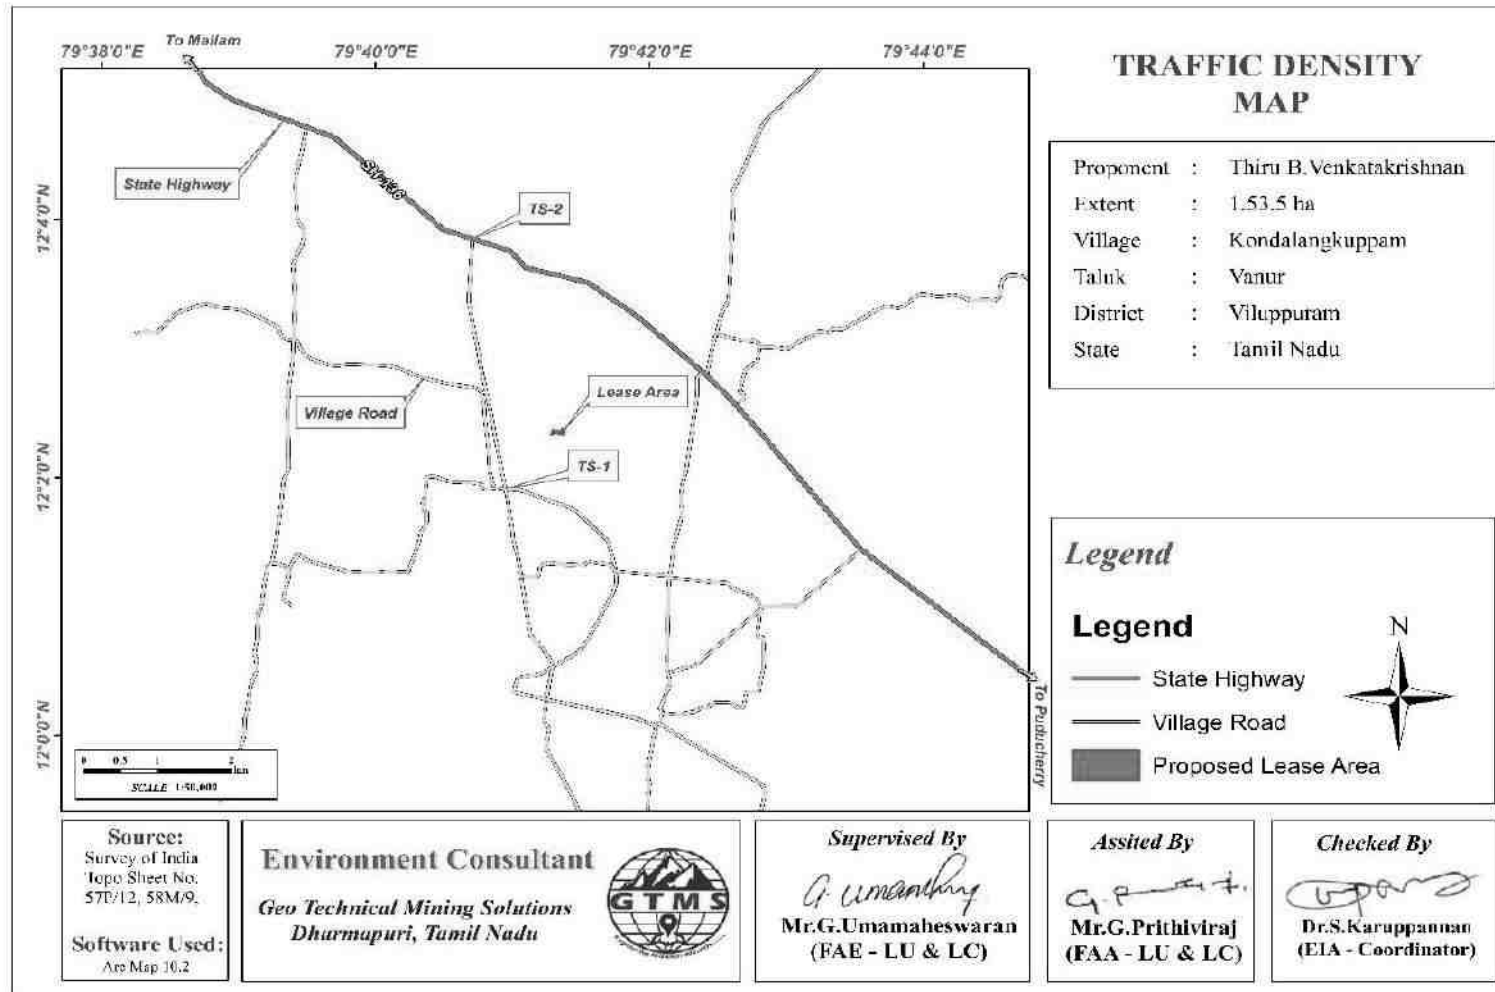 To Mailam
79°38'0"E
79°40'0"E
79°42'0"E
79°44'0"E
12°4'0"N
12°2'0"N
12°0'0"N
State Highway
TS-2
Lease Area
Village Road
TS-1
To Puducherry
0 0.5 1 2
km
SCALE 1:50,000
TRAFFIC DENSITY
MAP
Proponent : Thiru B.Venkatakrishnan
Extent : 1.53.5 ha
Village : Kondalangkuppam
Taluk : Vanur
District : Viluppuram
State : Tamil Nadu
Legend
Legend
State Highway
Village Road
Proposed Lease Area
N
Source:
Survey of India
Topo Sheet No.
57P/12, 58M/9.
Software Used:
Arc Map 10.2
Environment Consultant
Geo Technical Mining Solutions
Dharmapuri, Tamil Nadu
GTMS
Supervised By
Mr.G.Umamaheswaran
(FAE - LU & LC)
Assited By
Mr.G.Prithiviraj
(FAA - LU & LC)
Checked By
Dr.S.Karuppannan
(EIA - Coordinator)